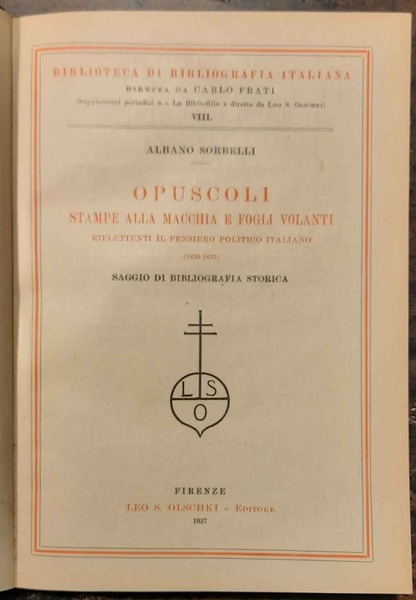 BIBLIOTECA DI BIBLIOGRAFIA ITALIANA
DIRETTA DA CARLO FRATI
(Supplementi periodici a « La Bibliofilia » diretta da LEO S. OLSCHKI)
VIII.
ALBANO SORBELLI
OPUSCOLI
STAMPE ALLA MACCHIA E FOGLI VOLANTI
RIFLETTENTI IL PENSIERO POLITICO ITALIANO
(1830-1835)
SAGGIO DI BIBLIOGRAFIA STORICA
L S
O
FIRENZE
LEO S. OLSCHKI - EDITORE
1927